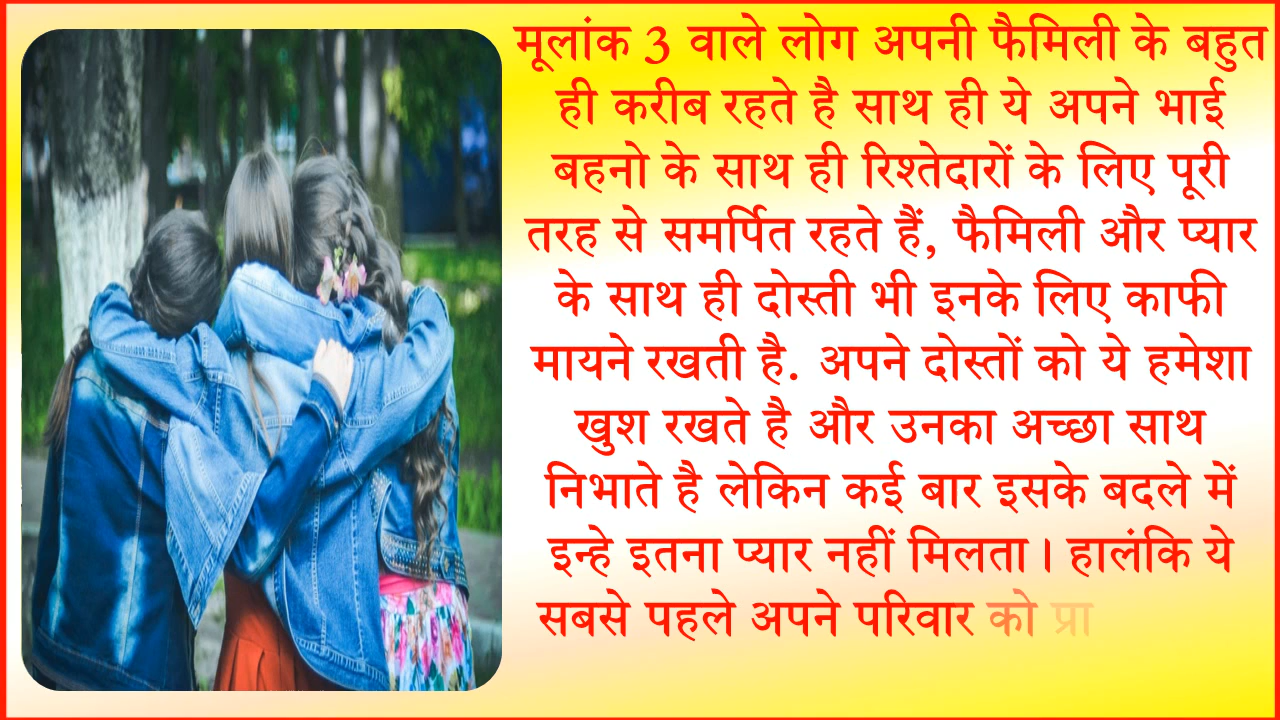 मूलांक 3 वाले लोग अपनी फैमिली के बहुत
ही करीब रहते है साथ ही ये अपने भाई
बहनो के साथ ही रिश्तेदारों के लिए पूरी
तरह से समर्पित रहते हैं, फैमिली और प्यार
के साथ ही दोस्ती भी इनके लिए काफी
मायने रखती है. अपने दोस्तों को ये हमेशा
खुश रखते है और उनका अच्छा साथ
निभाते है लेकिन कई बार इसके बदले में
इन्हे इतना प्यार नहीं मिलता। हालंकि ये
सबसे पहले अपने परिवार को प्रा